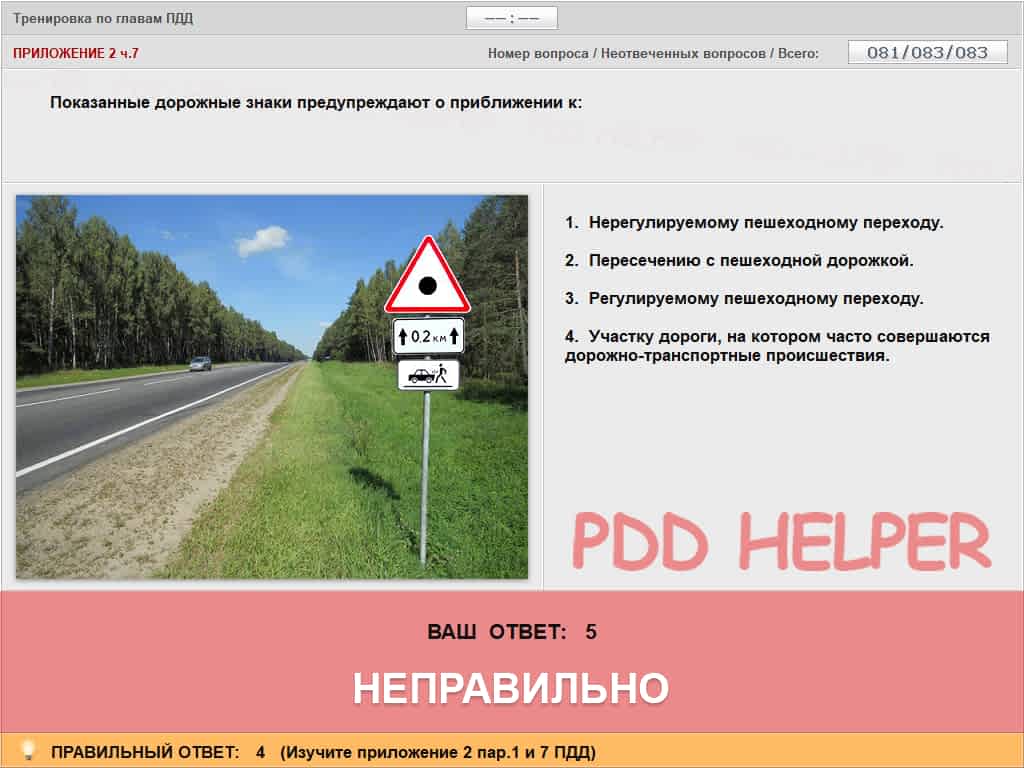 Тренировка по главам ПДД
–– : ––
ПРИЛОЖЕНИЕ 2 ч.7
Номер вопроса / Неотвеченных вопросов / Всего:
081/083/083
Показанные дорожные знаки предупреждают о приближении к:
0,2 км
1. Нерегулируемому пешеходному переходу.
2. Пересечению с пешеходной дорожкой.
3. Регулируемому пешеходному переходу.
4. Участку дороги, на котором часто совершаются
дорожно-транспортные происшествия.
PDD HELPER
ВАШ ОТВЕТ: 5
НЕПРАВИЛЬНО
ПРАВИЛЬНЫЙ ОТВЕТ: 4 (Изучите приложение 2 пар.1 и 7 ПДД)